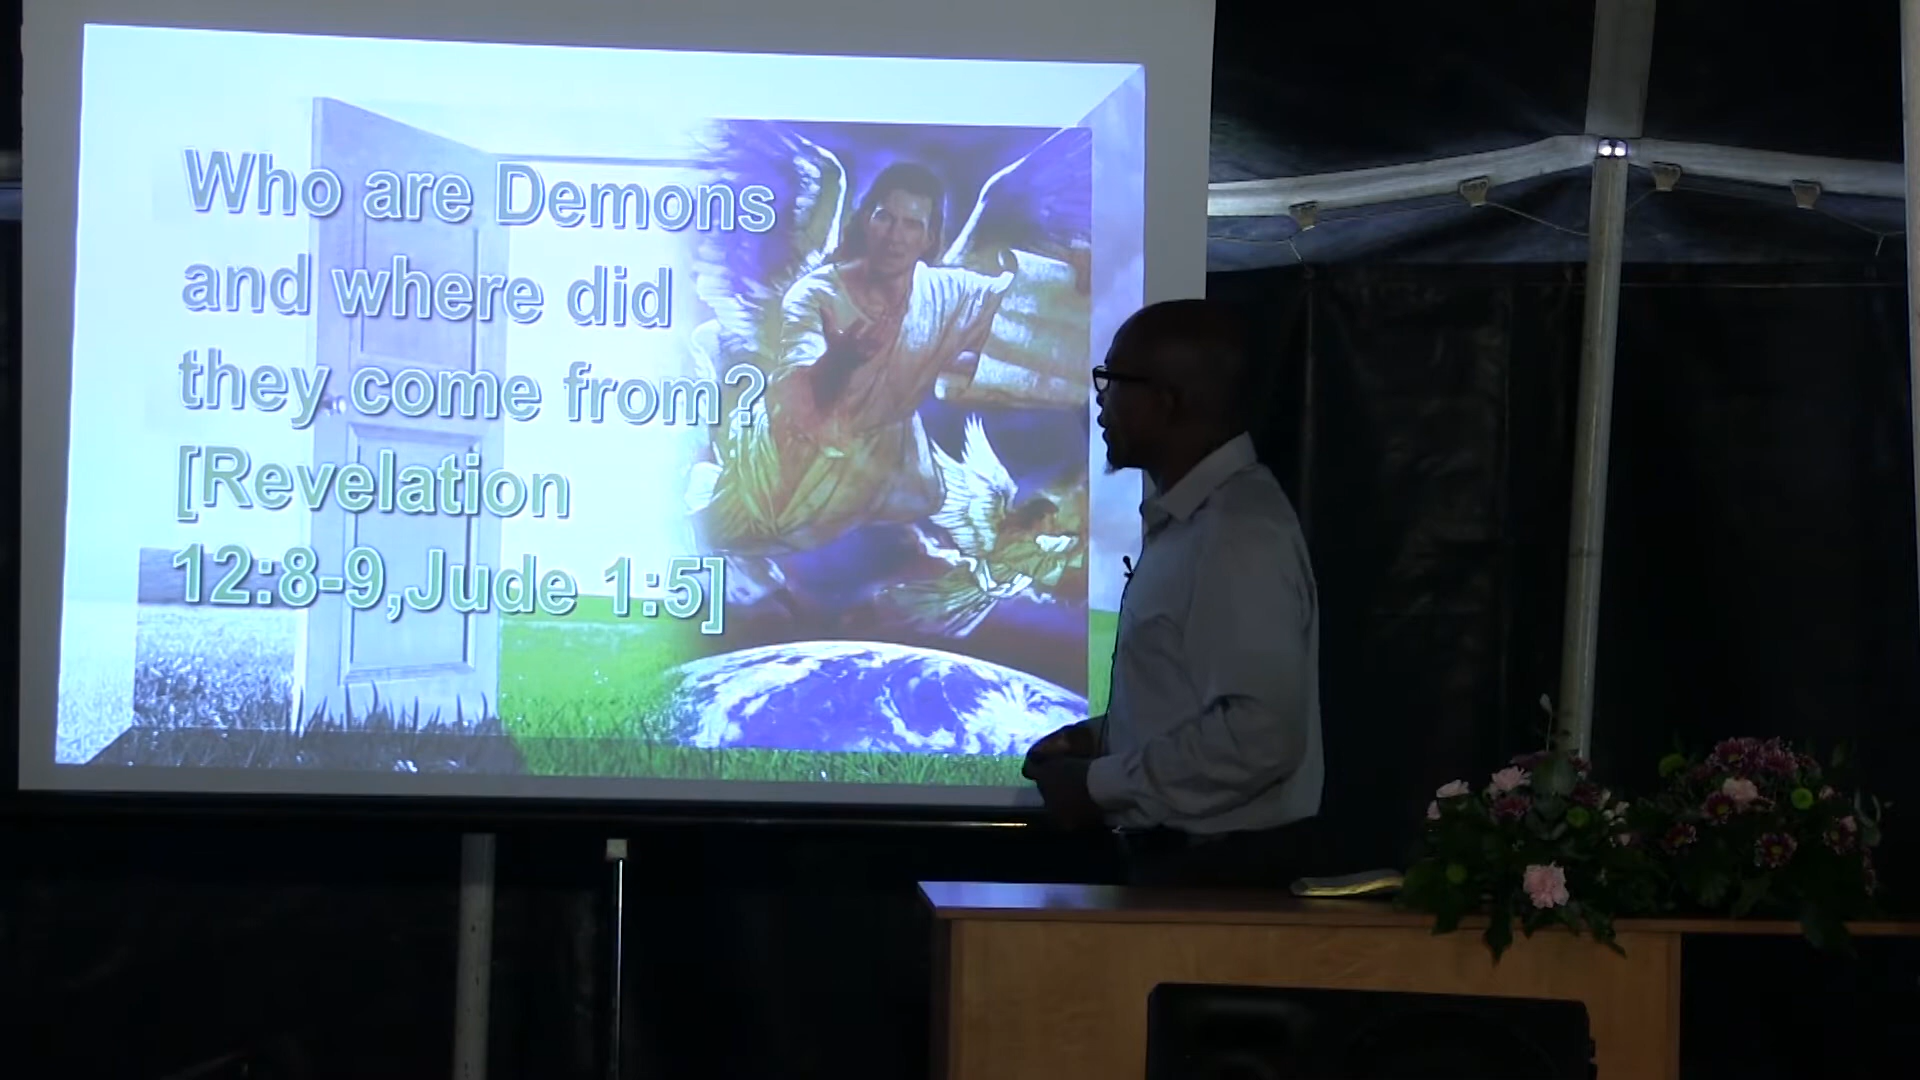 Who are Demons
and where did
they come from?
[Revelation
12:8-9,Jude 1:5]